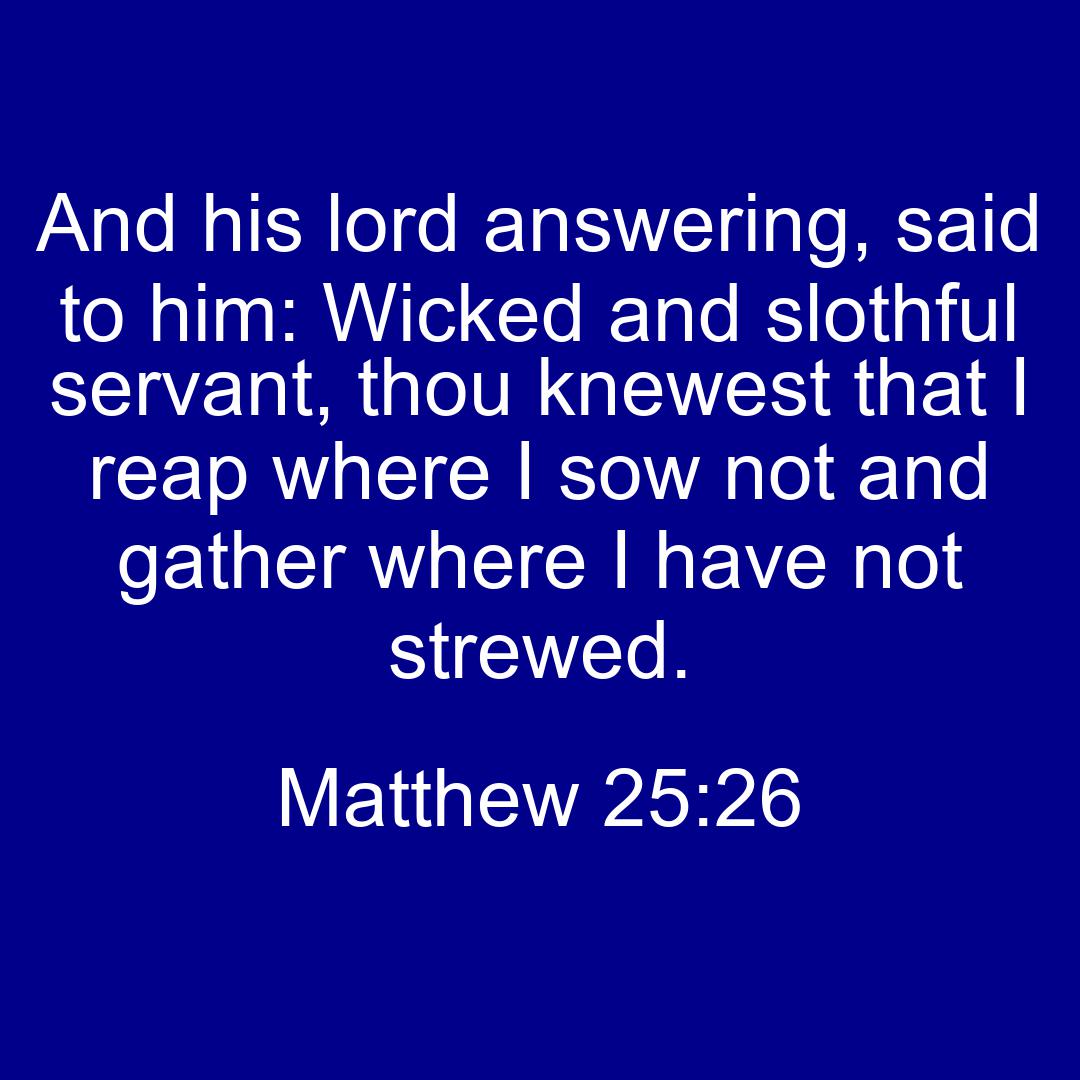 And his lord answering, said
to him: Wicked and slothful
servant, thou knewest that I
reap where I sow not and
gather where I have not
strewed.
Matthew 25:26